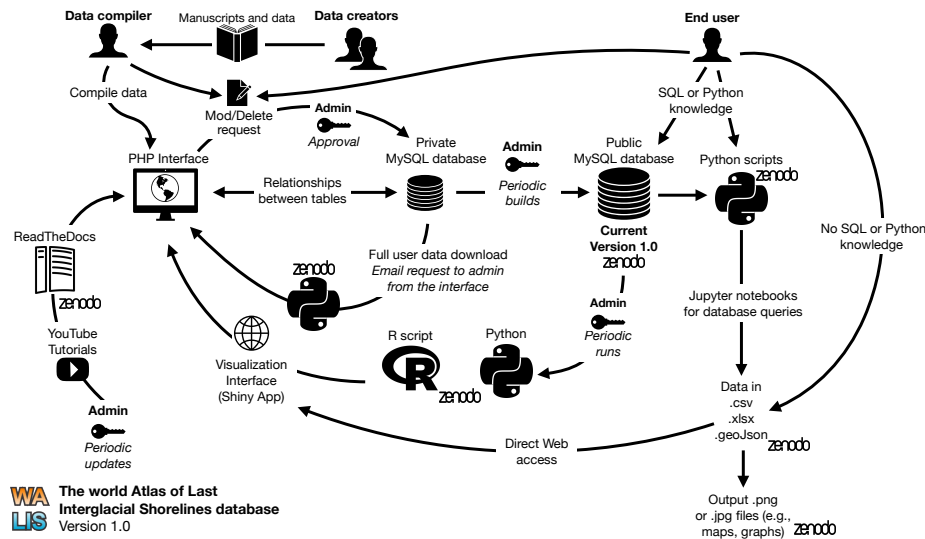 Data compiler
Manuscripts and data
Data creators
End user
Compile data
Mod/Delete
request
Admin
Approval
SQL or Python
knowledge
PHP Interface
Private
MySQL database
Admin
Periodic
builds
Public
MySQL database
Python scripts
zenodo
Relationships
between tables
Current
Version 1.0
zenodo
No SQL or Python
knowledge
ReadTheDocs
zenodo
Full user data download
Email request to admin
from the interface
zenodo
Admin
Periodic
runs
Jupyter notebooks
for database queries
YouTube
Tutorials
Visualization
Interface
(Shiny App)
R script
R
zenodo
Python
Data in
.csv
.xlsx
.geoJson
zenodo
Admin
Periodic
updates
Direct Web
access
WA
LIS
The world Atlas of Last
Interglacial Shorelines database
Version 1.0
Output .png
or .jpg files (e.g.,
maps, graphs)
zenodo